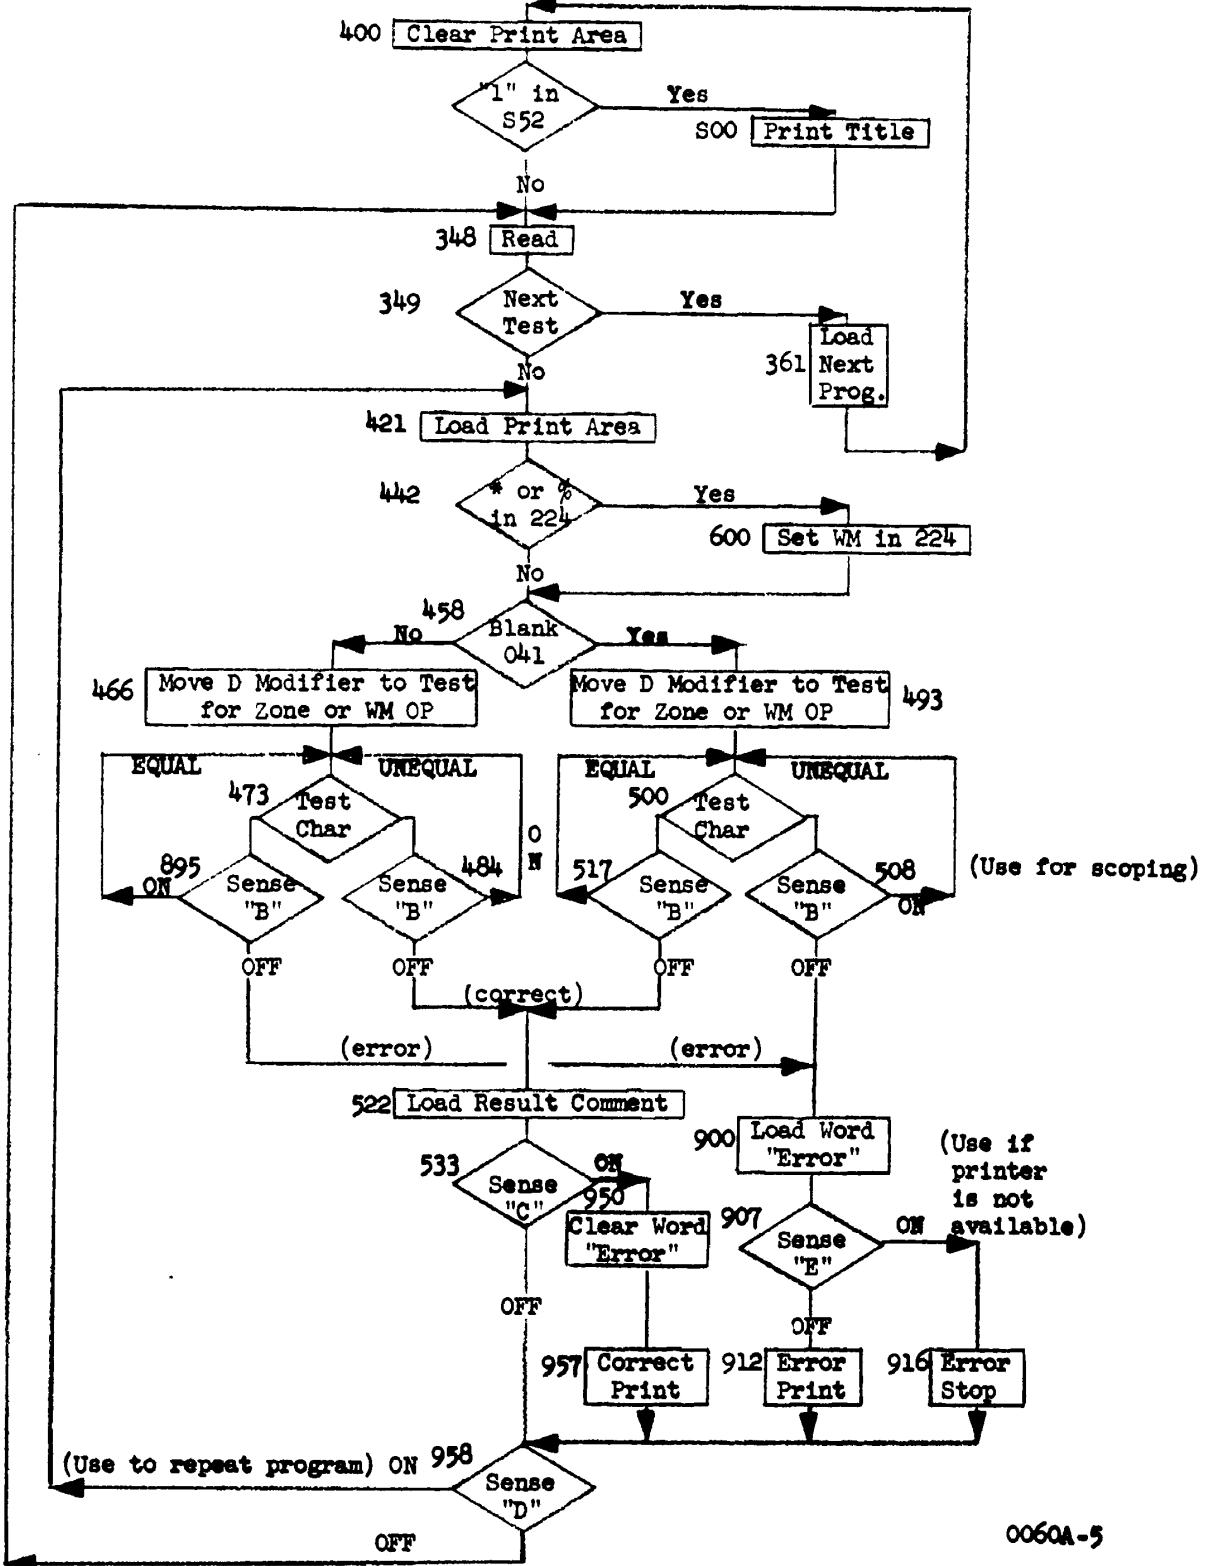 400 Clear Print Area
"1" in
S52
Yes
S00 Print Title
No
348 Read
349
Next
Test
Yes
361
Load
Next
Prog.
No
421 Load Print Area
442
* or %
in 224
Yes
600 Set WM in 224
No
458
Blank
041
No
Yes
466
Move D Modifier to Test
for Zone or WM OP
Move D Modifier to Test
for Zone or WM OP
493
EQUAL
UNEQUAL
EQUAL
UNEQUAL
473
Test
Char
500
Test
Char
O
N
895
ON
Sense
"B"
484
Sense
"B"
517
Sense
"B"
508
Sense
"B"
ON
(Use for scoping)
OFF
OFF
OFF
OFF
(correct)
(error)
(error)
522 Load Result Comment
900
Load Word
"Error"
(Use if
printer
is not
available)
533
Sense
"C"
ON
950
Clear Word
"Error"
907
Sense
"E"
ON
OFF
OFF
957
Correct
Print
912
Error
Print
916
Error
Stop
(Use to repeat program) ON
958
Sense
"D"
OFF
0060A-5